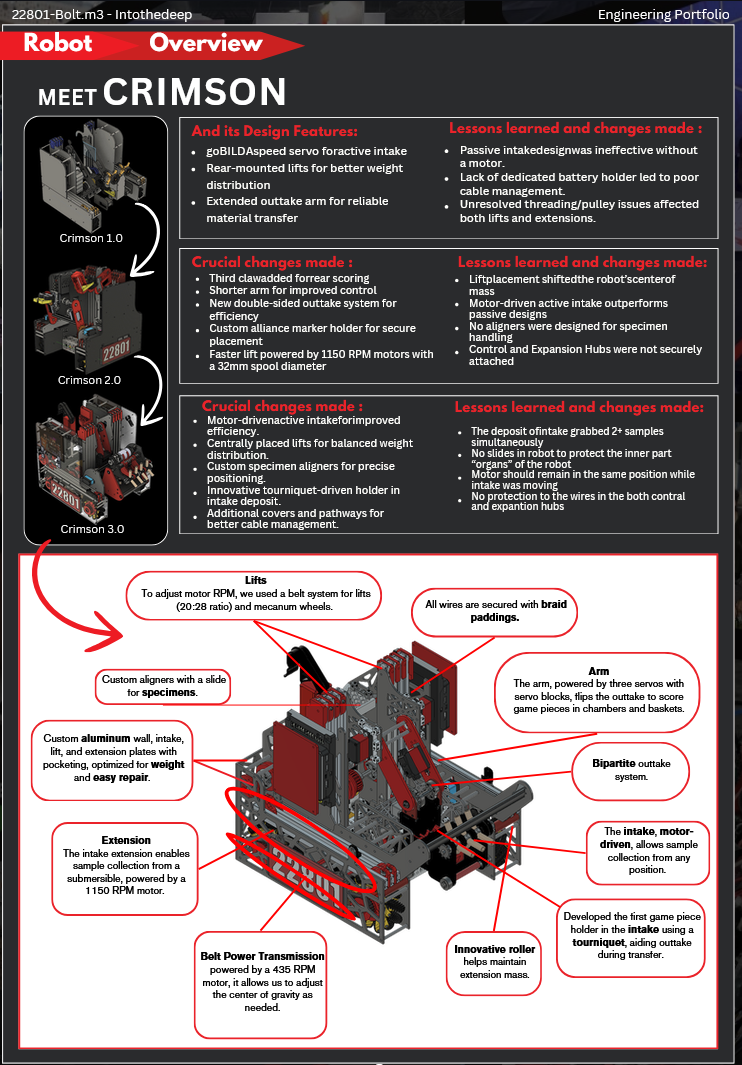 22801-Bolt.m3 - Intothedeep
Engineering Portfolio
Robot Overview
MEET CRIMSON
Crimson 1.0
And its Design Features:
goBILDAspeed servo foractive intake
Rear-mounted lifts for better weight
distribution
Extended outtake arm for reliable
material transfer
Lessons learned and changes made :
Passive intakedesignwas ineffective without
a motor.
Lack of dedicated battery holder led to poor
cable management.
Unresolved threading/pulley issues affected
both lifts and extensions.
22801
Crimson 2.0
Crucial changes made :
Third clawadded forrear scoring
Shorter arm for improved control
New double-sided outtake system for
efficiency
Custom alliance marker holder for secure
placement
Faster lift powered by 1150 RPM motors with
a 32mm spool diameter
Lessons learned and changes made:
Liftplacement shiftedthe robot'scenterof
mass
Motor-driven active intake outperforms
passive designs
No aligners were designed for specimen
handling
Control and Expansion Hubs were not securely
attached
22801
Crimson 3.0
Crucial changes made :
Motor-drivenactive intakeforimproved
efficiency.
Centrally placed lifts for balanced weight
distribution.
Custom specimen aligners for precise
positioning.
Innovative tourniquet-driven holder in
intake deposit.
Additional covers and pathways for
better cable management.
Lessons learned and changes made:
The deposit ofintake grabbed 2+ samples
simultaneously
No slides in robot to protect the inner part
“organs” of the robot
Motor should remain in the same position while
intake was moving
No protection to the wires in the both contral
and expantion hubs
Lifts
To adjust motor RPM, we used a belt system for lifts
(20:28 ratio) and mecanum wheels.
All wires are secured with braid
paddings.
Custom aligners with a slide
for specimens.
Arm
The arm, powered by three servos with
servo blocks, flips the outtake to score
game pieces in chambers and baskets.
Custom aluminum wall, intake,
lift, and extension plates with
pocketing, optimized for weight
and easy repair.
Bipartite outtake
system.
Extension
The intake extension enables
sample collection from a
submersible, powered by a
1150 RPM motor.
The intake, motor-
driven, allows sample
collection from any
position.
22801
Belt Power Transmission
powered by a 435 RPM
motor, it allows us to adjust
the center of gravity as
needed.
Innovative roller
helps maintain
extension mass.
Developed the first game piece
holder in the intake using a
tourniquet, aiding outtake
during transfer.